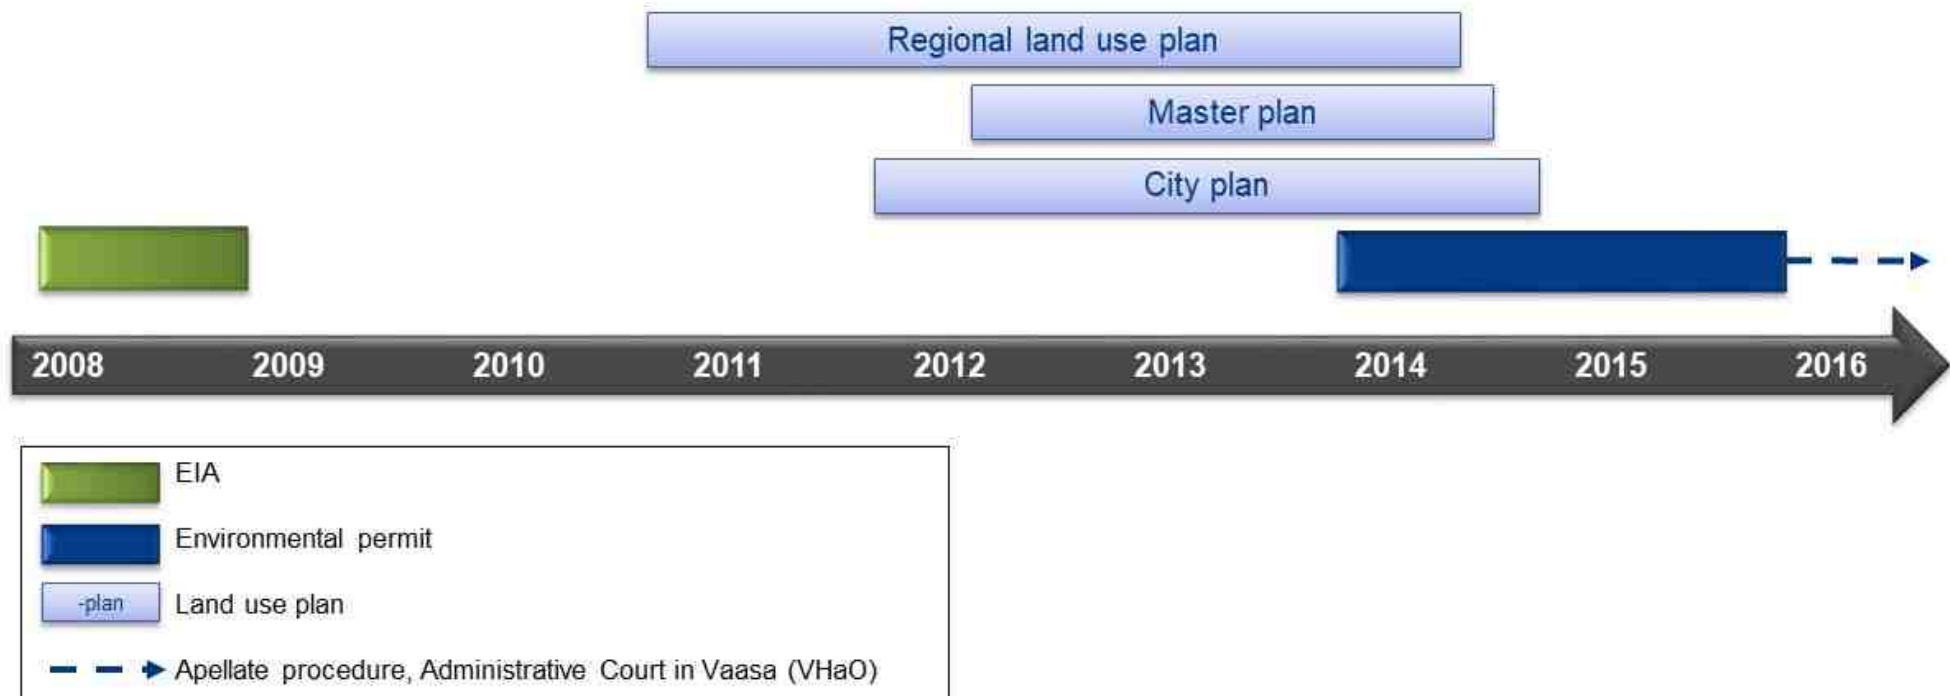 Regional land use plan
Master plan
City plan
2008 2009 2010 2011 2012 2013 2014 2015 2016
EIA
Environmental permit
-plan Land use plan
Apellate procedure, Administrative Court in Vaasa (VHaO)